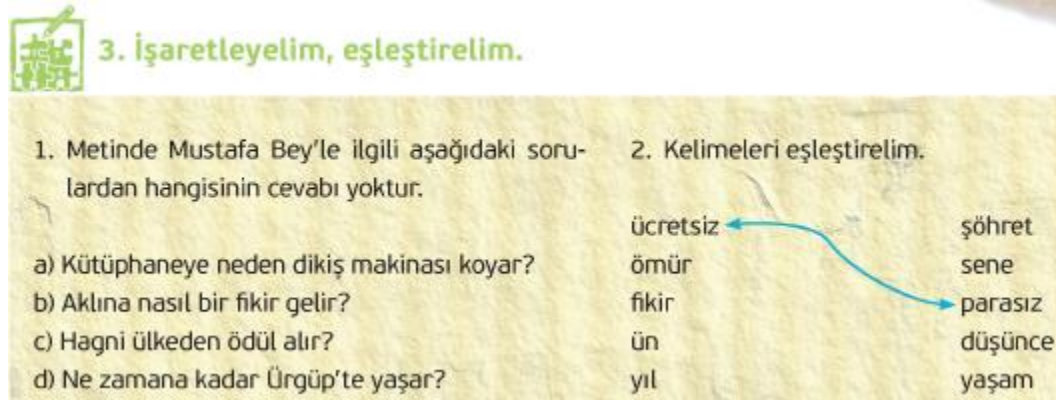 3. İşaretleyelim, eşleştirelim.
1. Metinde Mustafa Bey'le ilgili aşağıdaki soru-
lardan hangisinin cevabı yoktur.
a) Kütüphaneye neden dikiş makinası koyar?
b) Aklına nasıl bir fikir gelir?
c) Hagni ülkeden ödül alır?
d) Ne zamana kadar Ürgüp'te yaşar?
2. Kelimeleri eşleştirelim.
ücretsiz şöhret
ömür sene
fikir parasız
ün düşünce
yıl yaşam